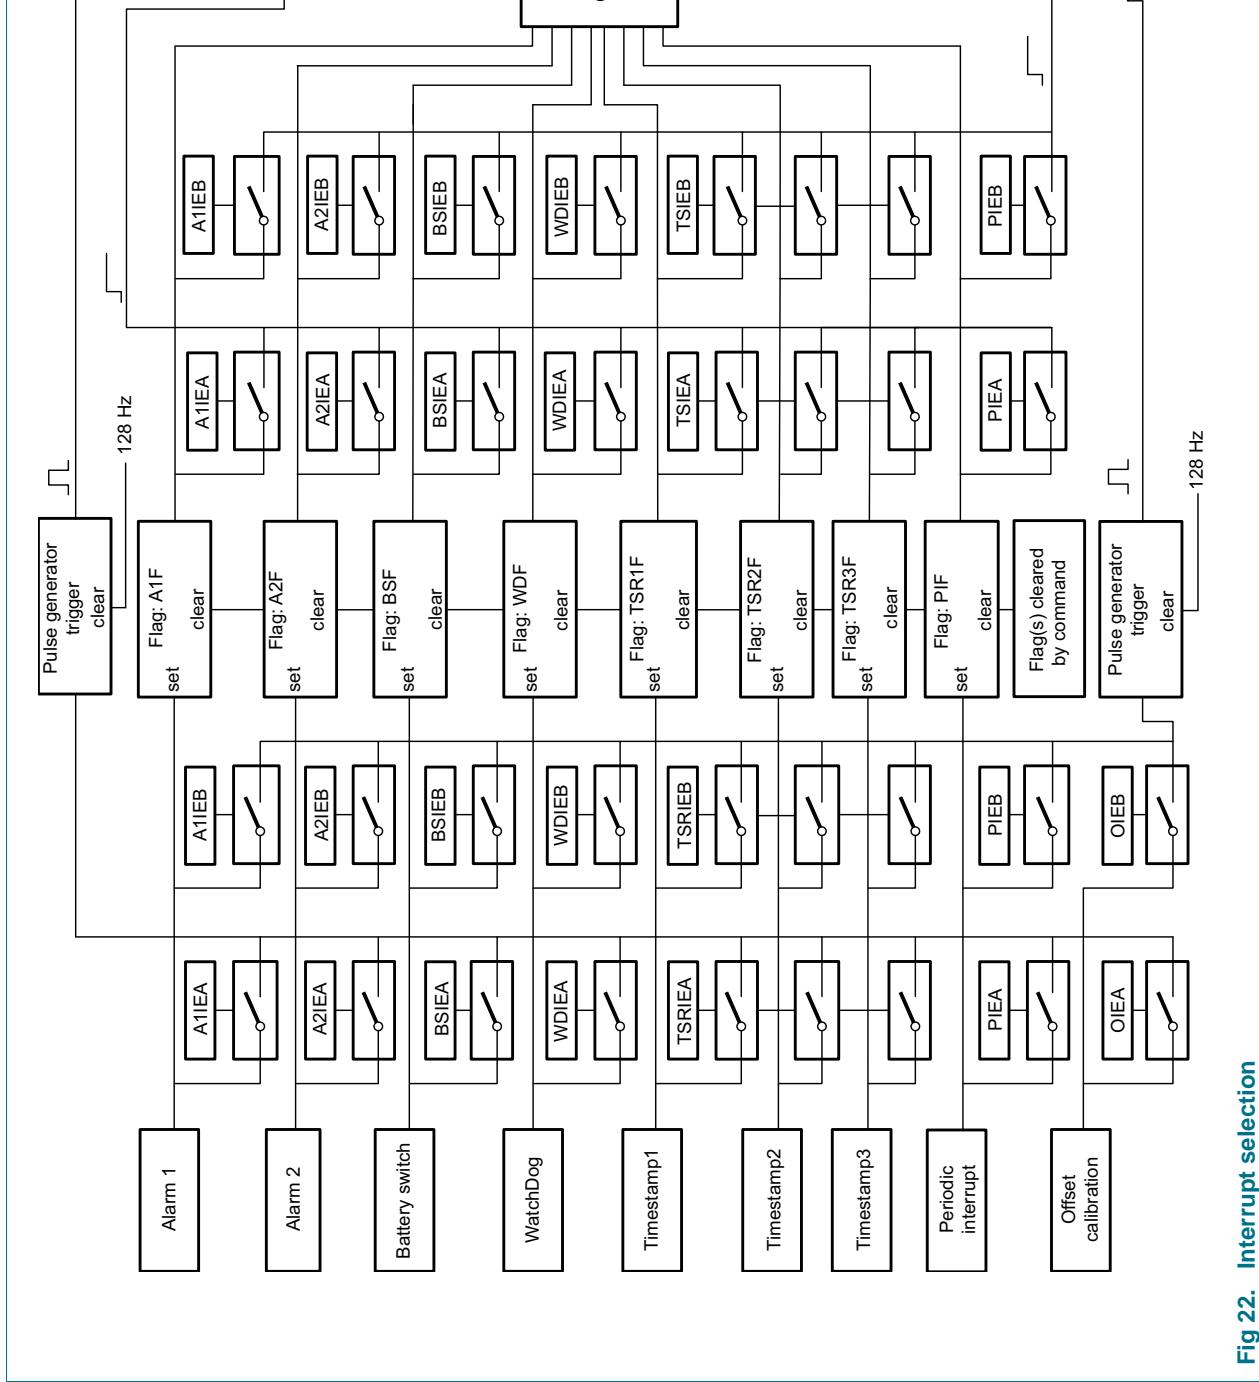 Alarm 1
Alarm 2
Battery switch
WatchDog
Timestamp1
Timestamp2
Timestamp3
Periodic
interrupt
Offset
calibration
A1IEA
A2IEA
BSIEA
WDIEA
TSRIEA
PIEA
OIEA
A1IEB
A2IEB
BSIEB
WDIEB
TSRIEB
PIEB
OIEB
Pulse generator
trigger
clear
128 Hz
Flag: A1F
set
clear
Flag: A2F
set
clear
Flag: BSF
set
clear
Flag: WDF
set
clear
Flag: TSR1F
set
clear
Flag: TSR2F
set
clear
Flag: TSR3F
set
clear
Flag: PIF
set
clear
Flag(s) cleared
by command
Pulse generator
trigger
clear
128 Hz
A1IEA
A2IEA
BSIEA
WDIEA
TSIEA
PIEA
A1IEB
A2IEB
BSIEB
WDIEB
TSIEB
PIEB
Fig 22. Interrupt selection